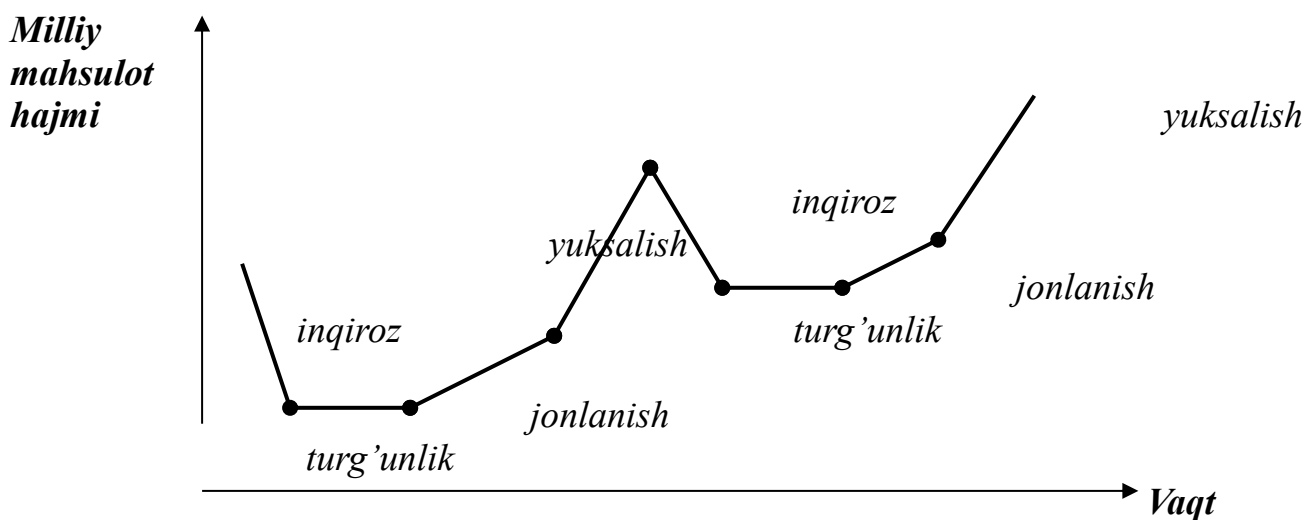 Milliy
mahsulot
hajmi
yuksalish
inqiroz
yuksalish
jonlanish
inqiroz
turg’unlik
jonlanish
turg’unlik
Vaqt